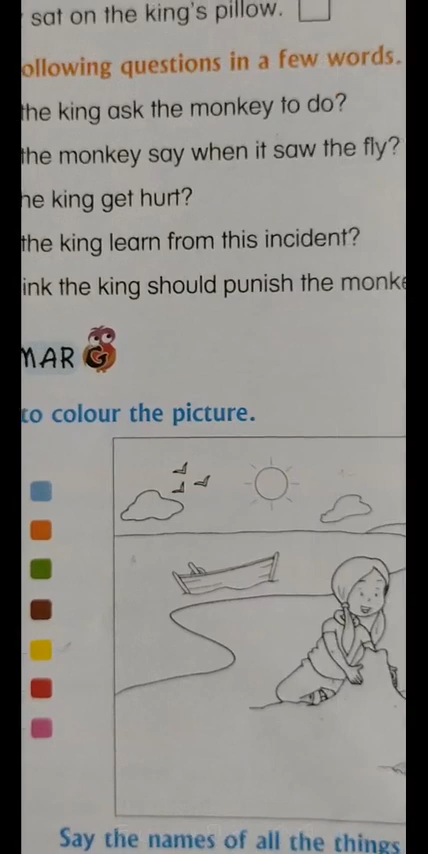 sat on the king's pillow.
ollowing questions in a few words.
the king ask the monkey to do?
the monkey say when it saw the fly?
he king get hurt?
the king learn from this incident?
ink the king should punish the monke
MAR G
to colour the picture.
Say the names of all the things